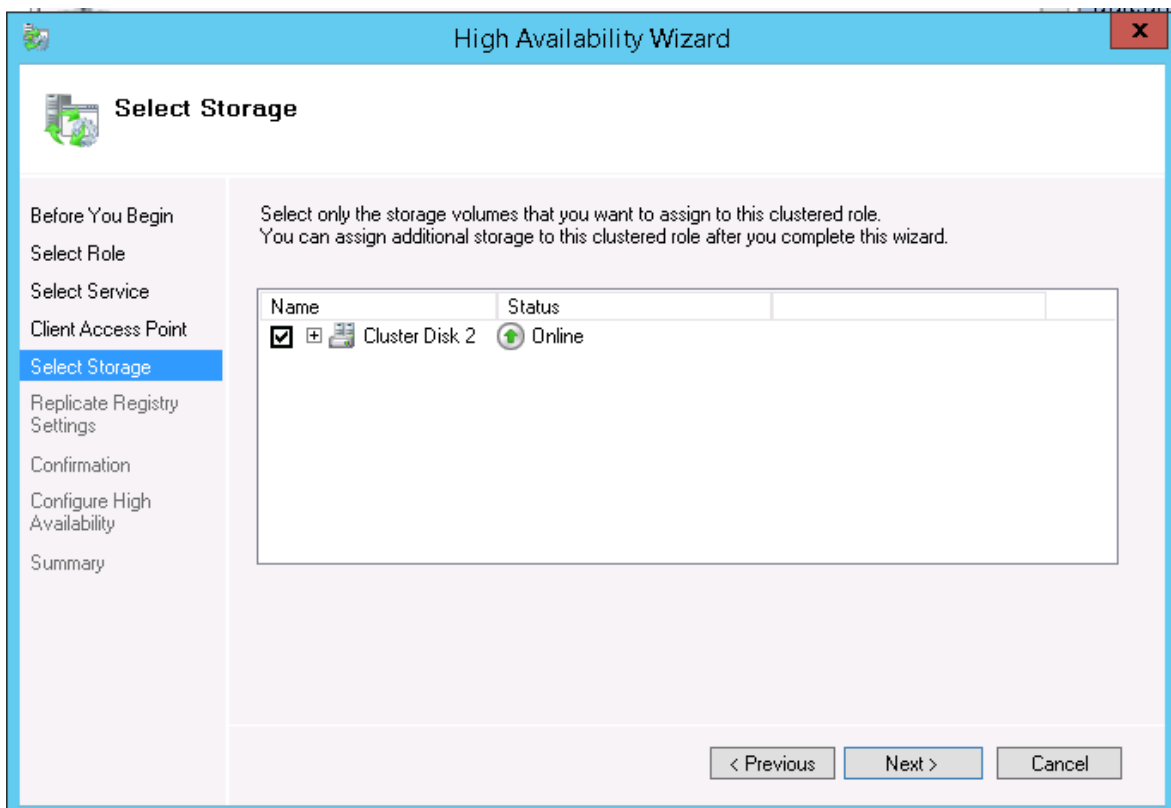 High Availability Wizard
x
Select Storage
Before You Begin
Select Role
Select Service
Client Access Point
Select Storage
Replicate Registry
Settings
Confirmation
Configure High
Availability
Summary
Select only the storage volumes that you want to assign to this clustered role.
You can assign additional storage to this clustered role after you complete this wizard.
Name Status
Cluster Disk 2 Online
< Previous Next > Cancel